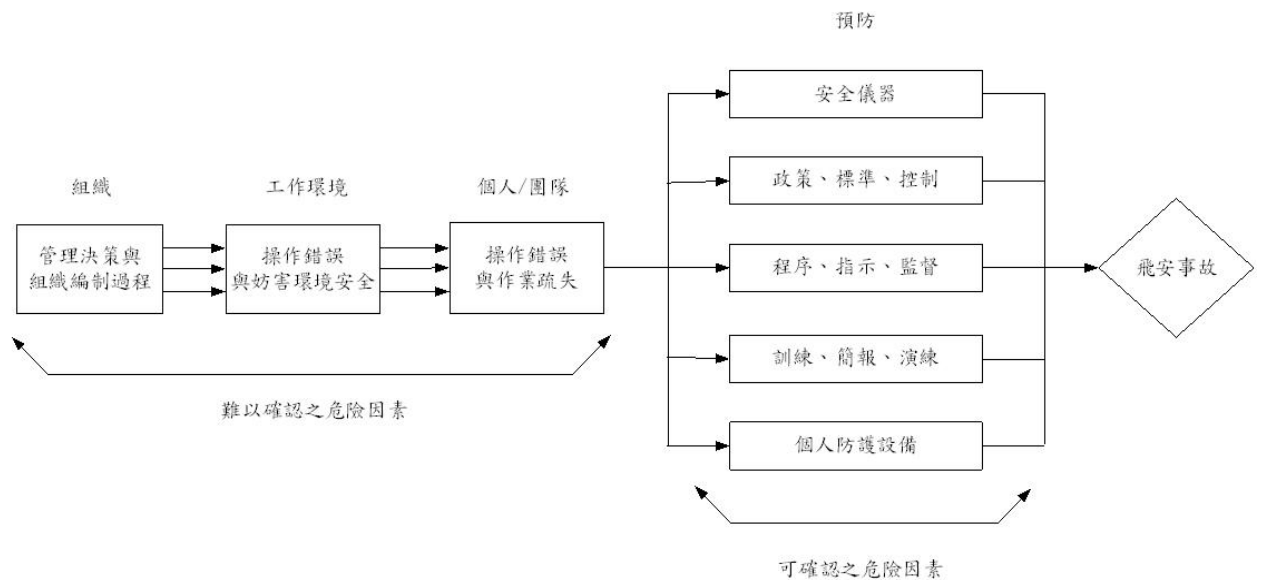 預防
安全儀器
組織
工作環境
個人/團隊
政策、標準、控制
管理決策與
組織編制過程
操作錯誤
與妨害環境安全
操作錯誤
與作業疏失
程序、指示、監督
飛安事故
訓練、簡報、演練
難以確認之危險因素
個人防護設備
可確認之危險因素